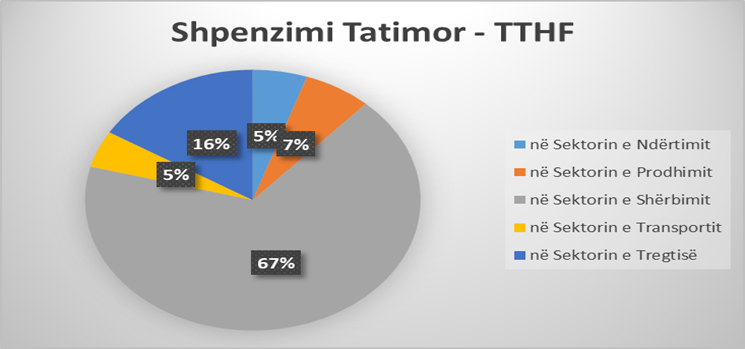 Shpenzimi Tatimor - TTHF
5%
7%
16%
5%
67%
në Sektorin e Ndërtimit
në Sektorin e Prodhimit
në Sektorin e Shërbimit
në Sektorin e Transportit
në Sektorin e Tregtisë